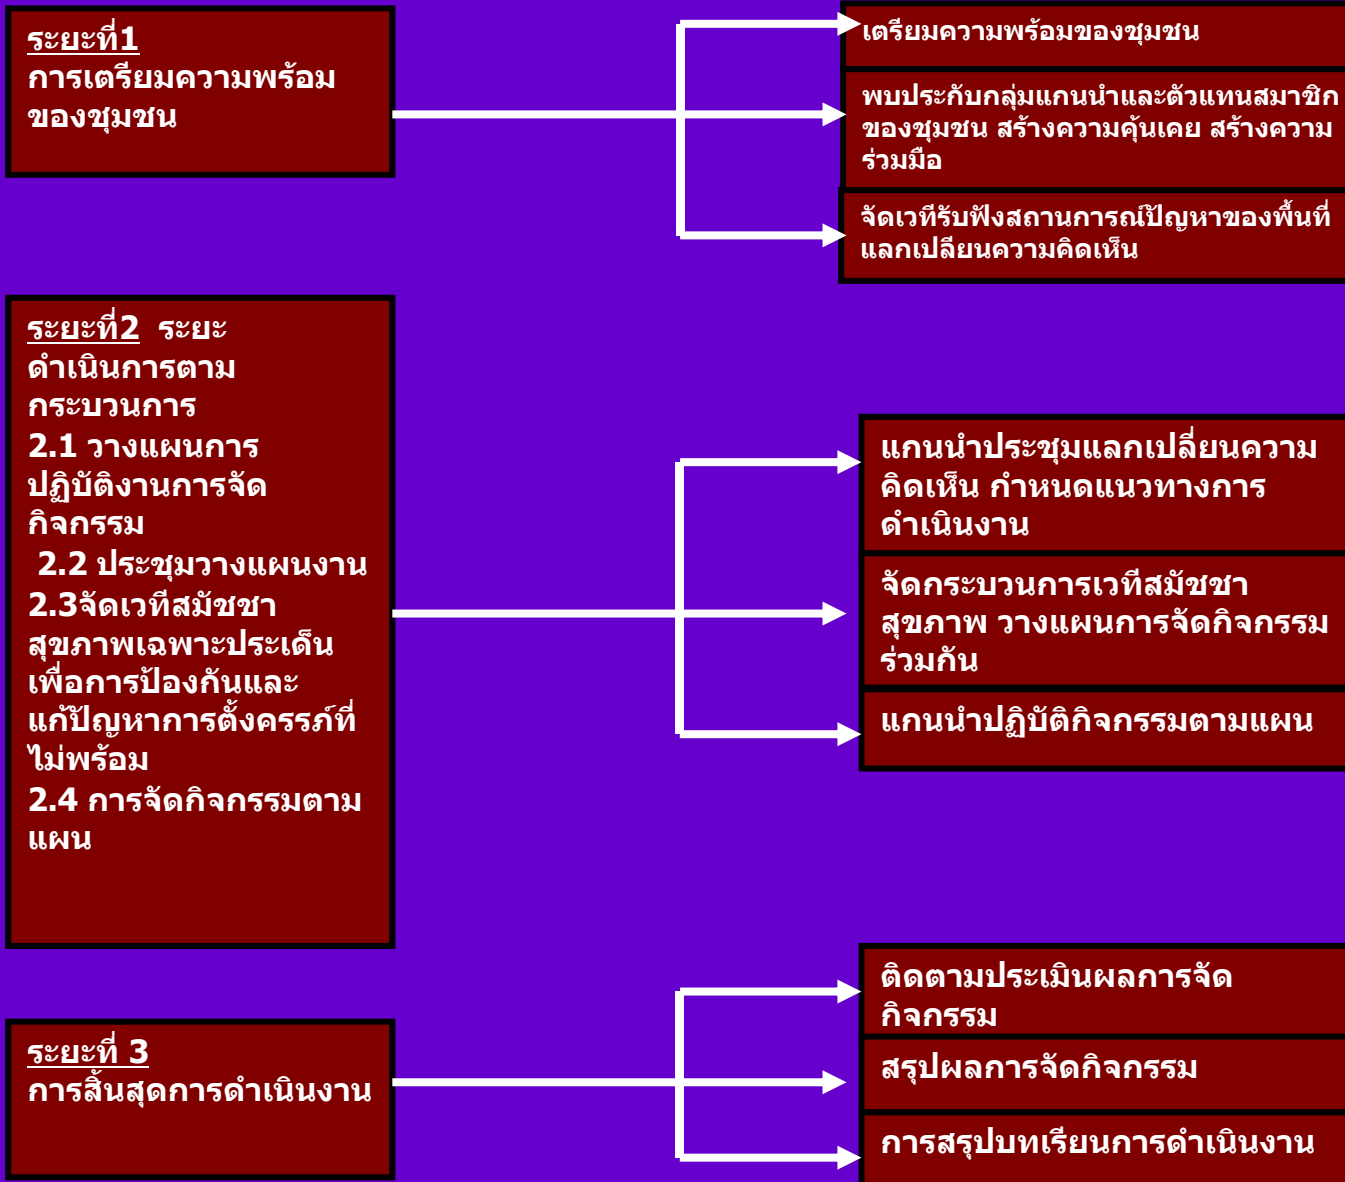 ระยะที่1
การเตรียมความพร้อม
ของชุมชน
เตรียมความพร้อมของชุมชน
พบประกับกลุ่มแกนนำและตัวแทนสมาชิก
ของชุมชน สร้างความคุ้นเคย สร้างความ
ร่วมมือ
จัดเวทีรับฟังสถานการณ์ปัญหาของพื้นที่
แลกเปลียนความคิดเห็น
ระยะที่2 ระยะ
ดำเนินการตาม
กระบวนการ
2.1 วางแผนการ
ปฏิบัติงานการจัด
กิจกรรม
2.2 ประชุมวางแผนงาน
2.3จัดเวทีสมัชชา
สุขภาพเฉพาะประเด็น
เพื่อการป้องกันและ
แก้ปัญหาการตั้งครรภ์ที่
ไม่พร้อม
2.4 การจัดกิจกรรมตาม
แผน
แกนนำประชุมแลกเปลี่ยนความ
คิดเห็น กำหนดแนวทางการ
ดำเนินงาน
จัดกระบวนการเวทีสมัชชา
สุขภาพ วางแผนการจัดกิจกรรม
ร่วมกัน
แกนนำปฏิบัติกิจกรรมตามแผน
ระยะที่ 3
การสิ้นสุดการดำเนินงาน
ติดตามประเมินผลการจัด
กิจกรรม
สรุปผลการจัดกิจกรรม
การสรุปบทเรียนการดำเนินงาน